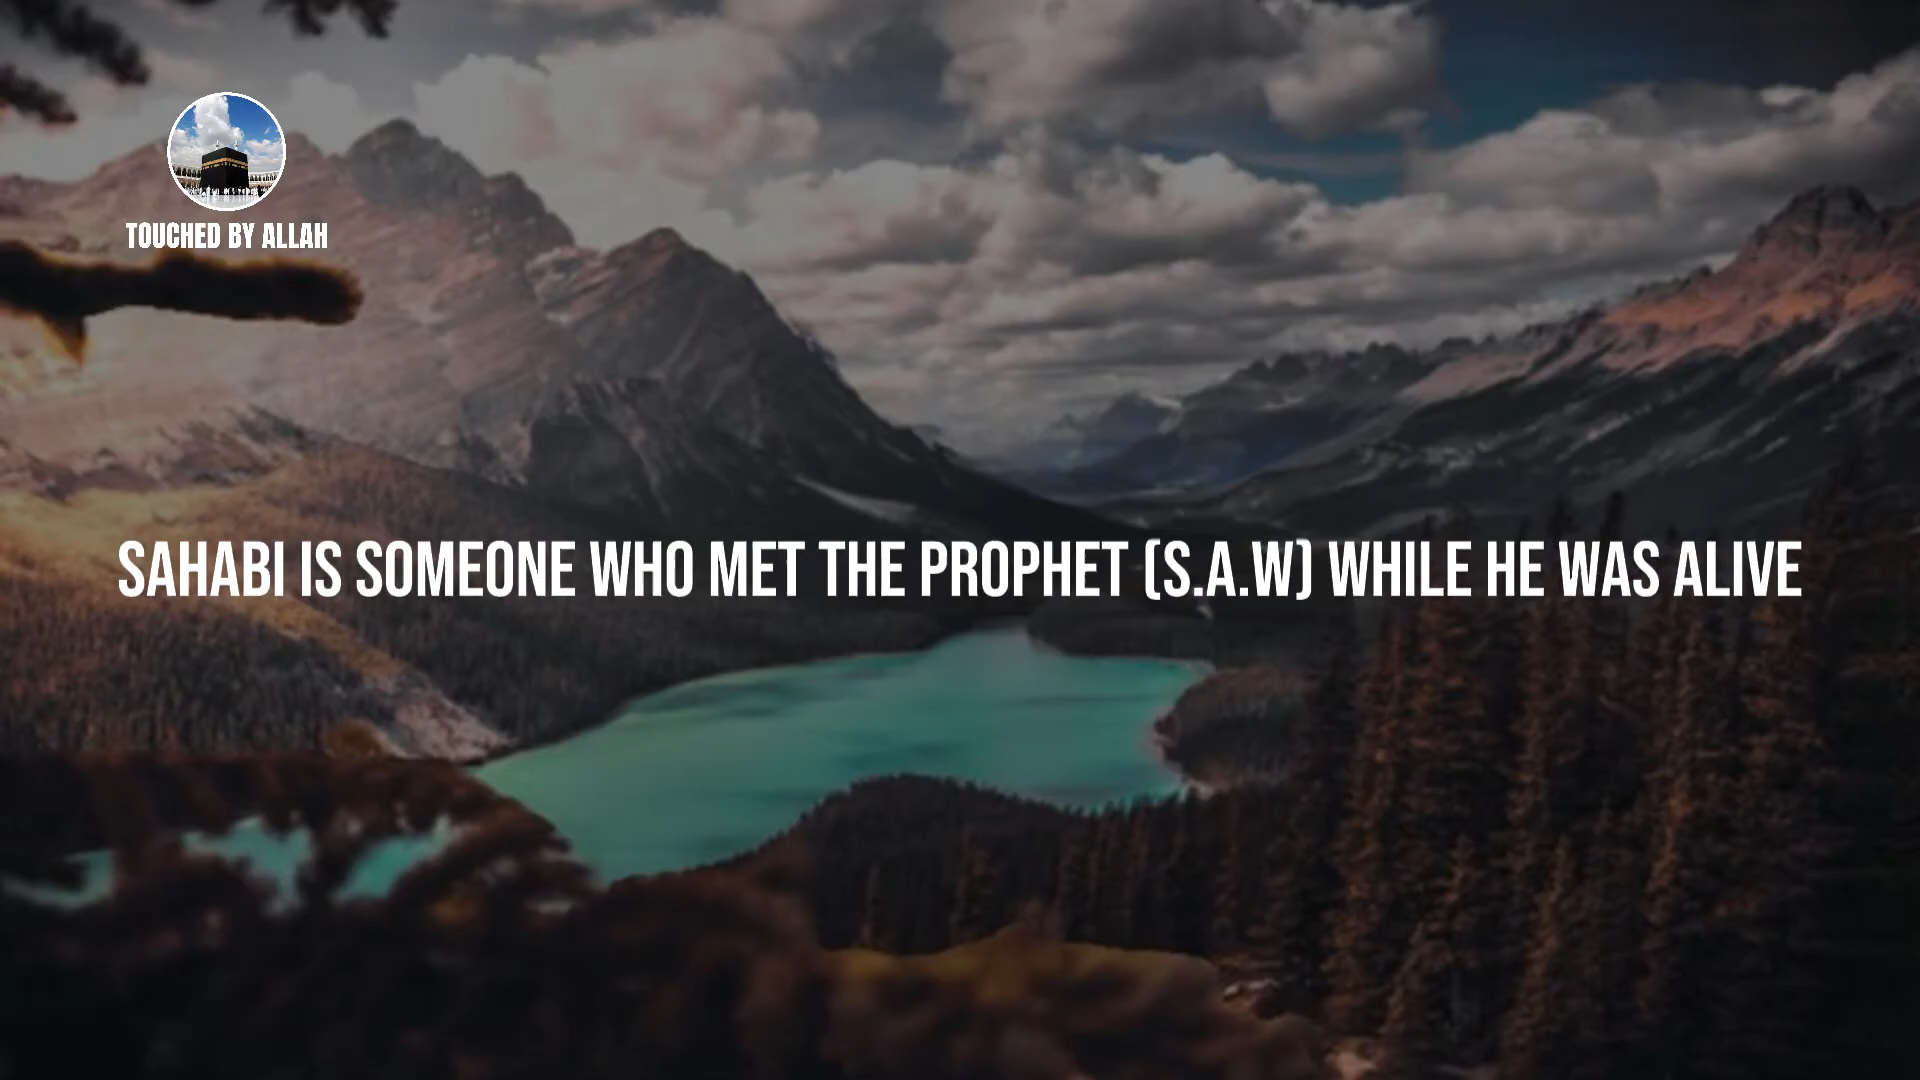 TOUCHED BY ALLAH
SAHABI IS SOMEONE WHO MET THE PROPHET (S.A.W) WHILE HE WAS ALIVE